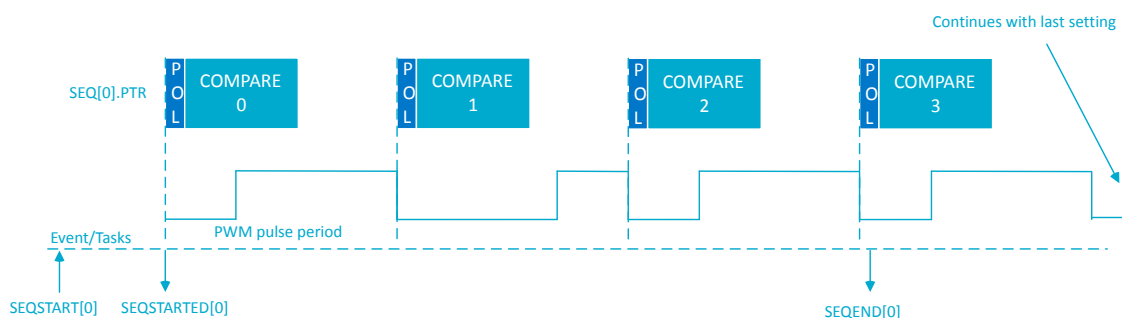 Continues with last setting
P
O
L
COMPARE
0
P
O
L
COMPARE
1
P
O
L
COMPARE
2
P
O
L
COMPARE
3
SEQ[0].PTR
Event/Tasks
PWM pulse period
SEQSTART[0]
SEQSTARTED[0]
SEQEND[0]